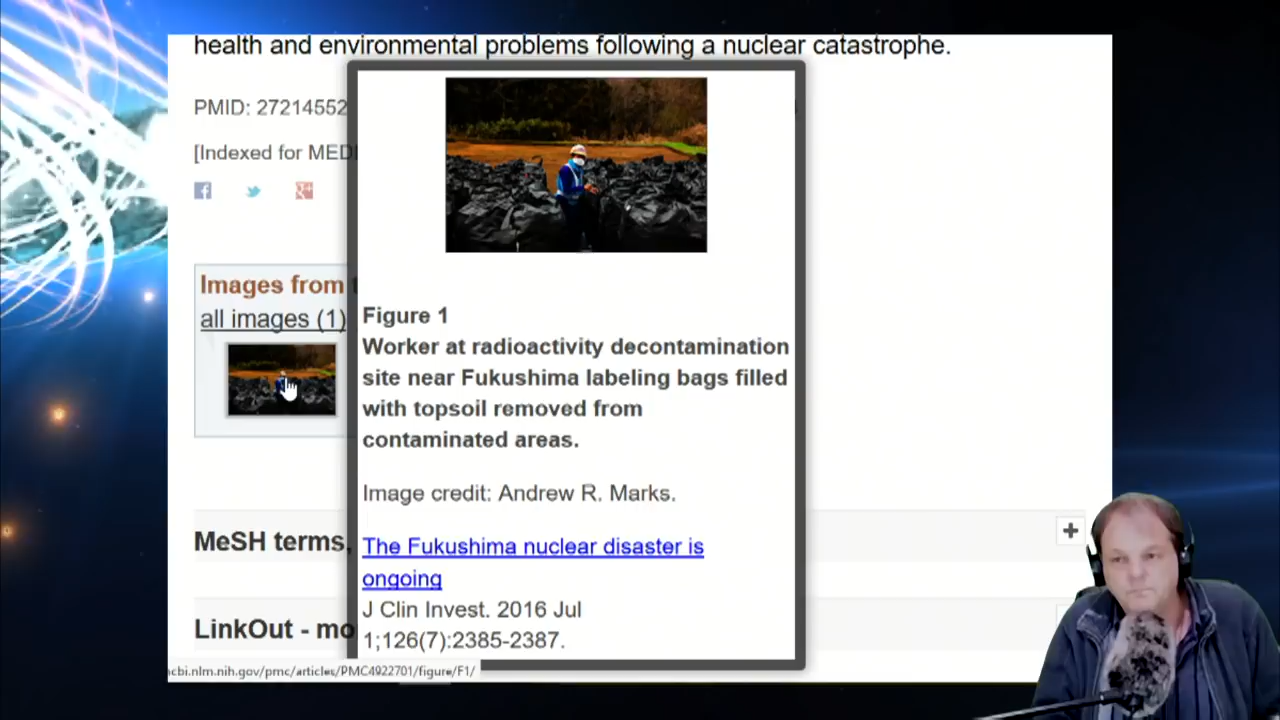 health and environmental problems following a nuclear catastrophe.
PMID: 27214552
[Indexed for MED
Images from t
all images (1)
Figure 1
Worker at radioactivity decontamination
site near Fukushima labeling bags filled
with topsoil removed from
contaminated areas.
Image credit: Andrew R. Marks.
The Fukushima nuclear disaster is
ongoing
J Clin Invest. 2016 Jul
1;126(7):2385-2387.
MeSH terms,
LinkOut - mo
ncbi.nlm.nih.gov/pmc/articles/PMC4922701/figure/F1/